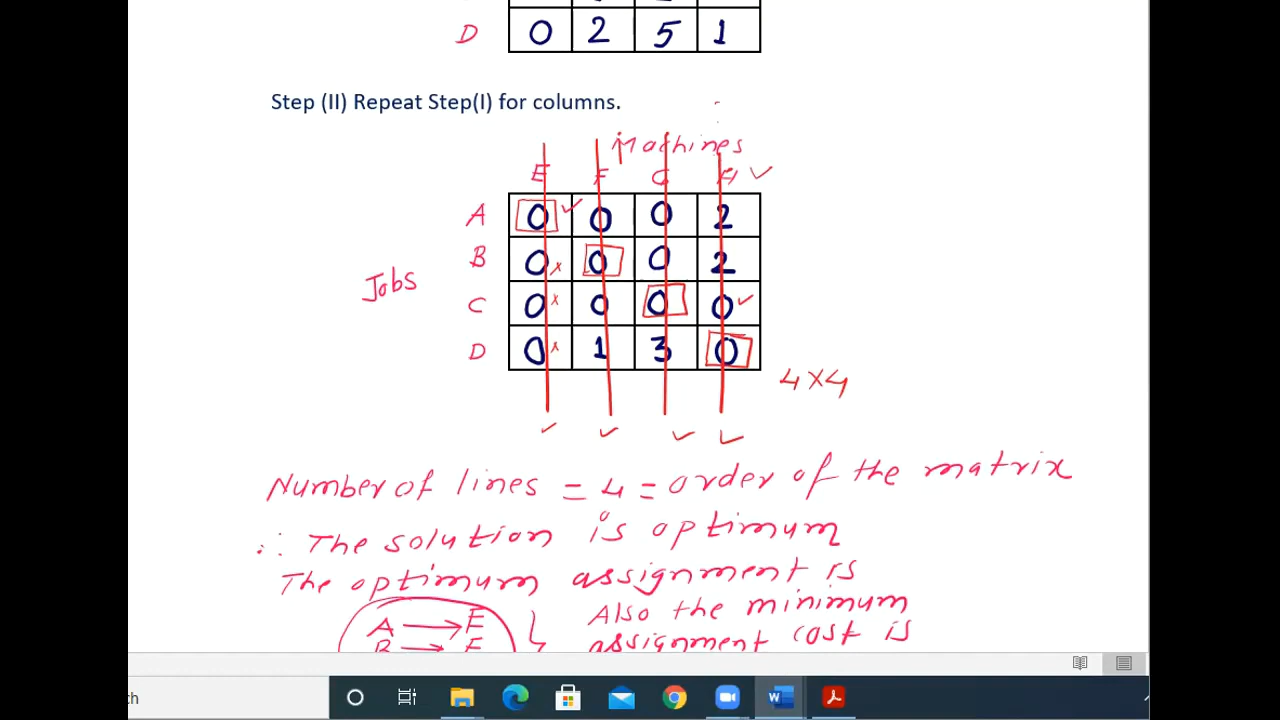 D 0 2 5 1
Step (II) Repeat Step(I) for columns.
Machines
E F G H
A 0 0 0 2
B 0 0 0 2
Jobs
C 0 0 0 0
D 0 1 3 0
4×4
Number of lines = 4 = order of the matrix
∴ The solution is optimum
The optimum assignment is
Also the minimum
A → E
assignment cost is
B → F
ch